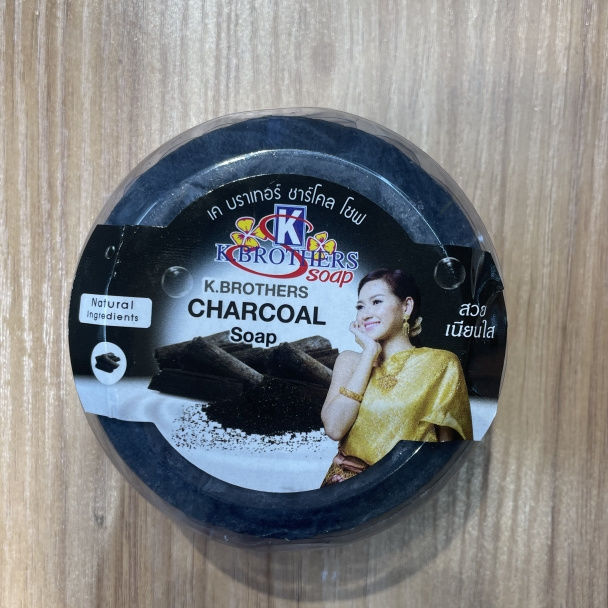 เค บราเทอร์ ชาร์โคล โซฟ
K
K.BROTHERS
soap
K.BROTHERS
CHARCOAL
Soap
Natural
Ingredients
สวย
เนียนใส